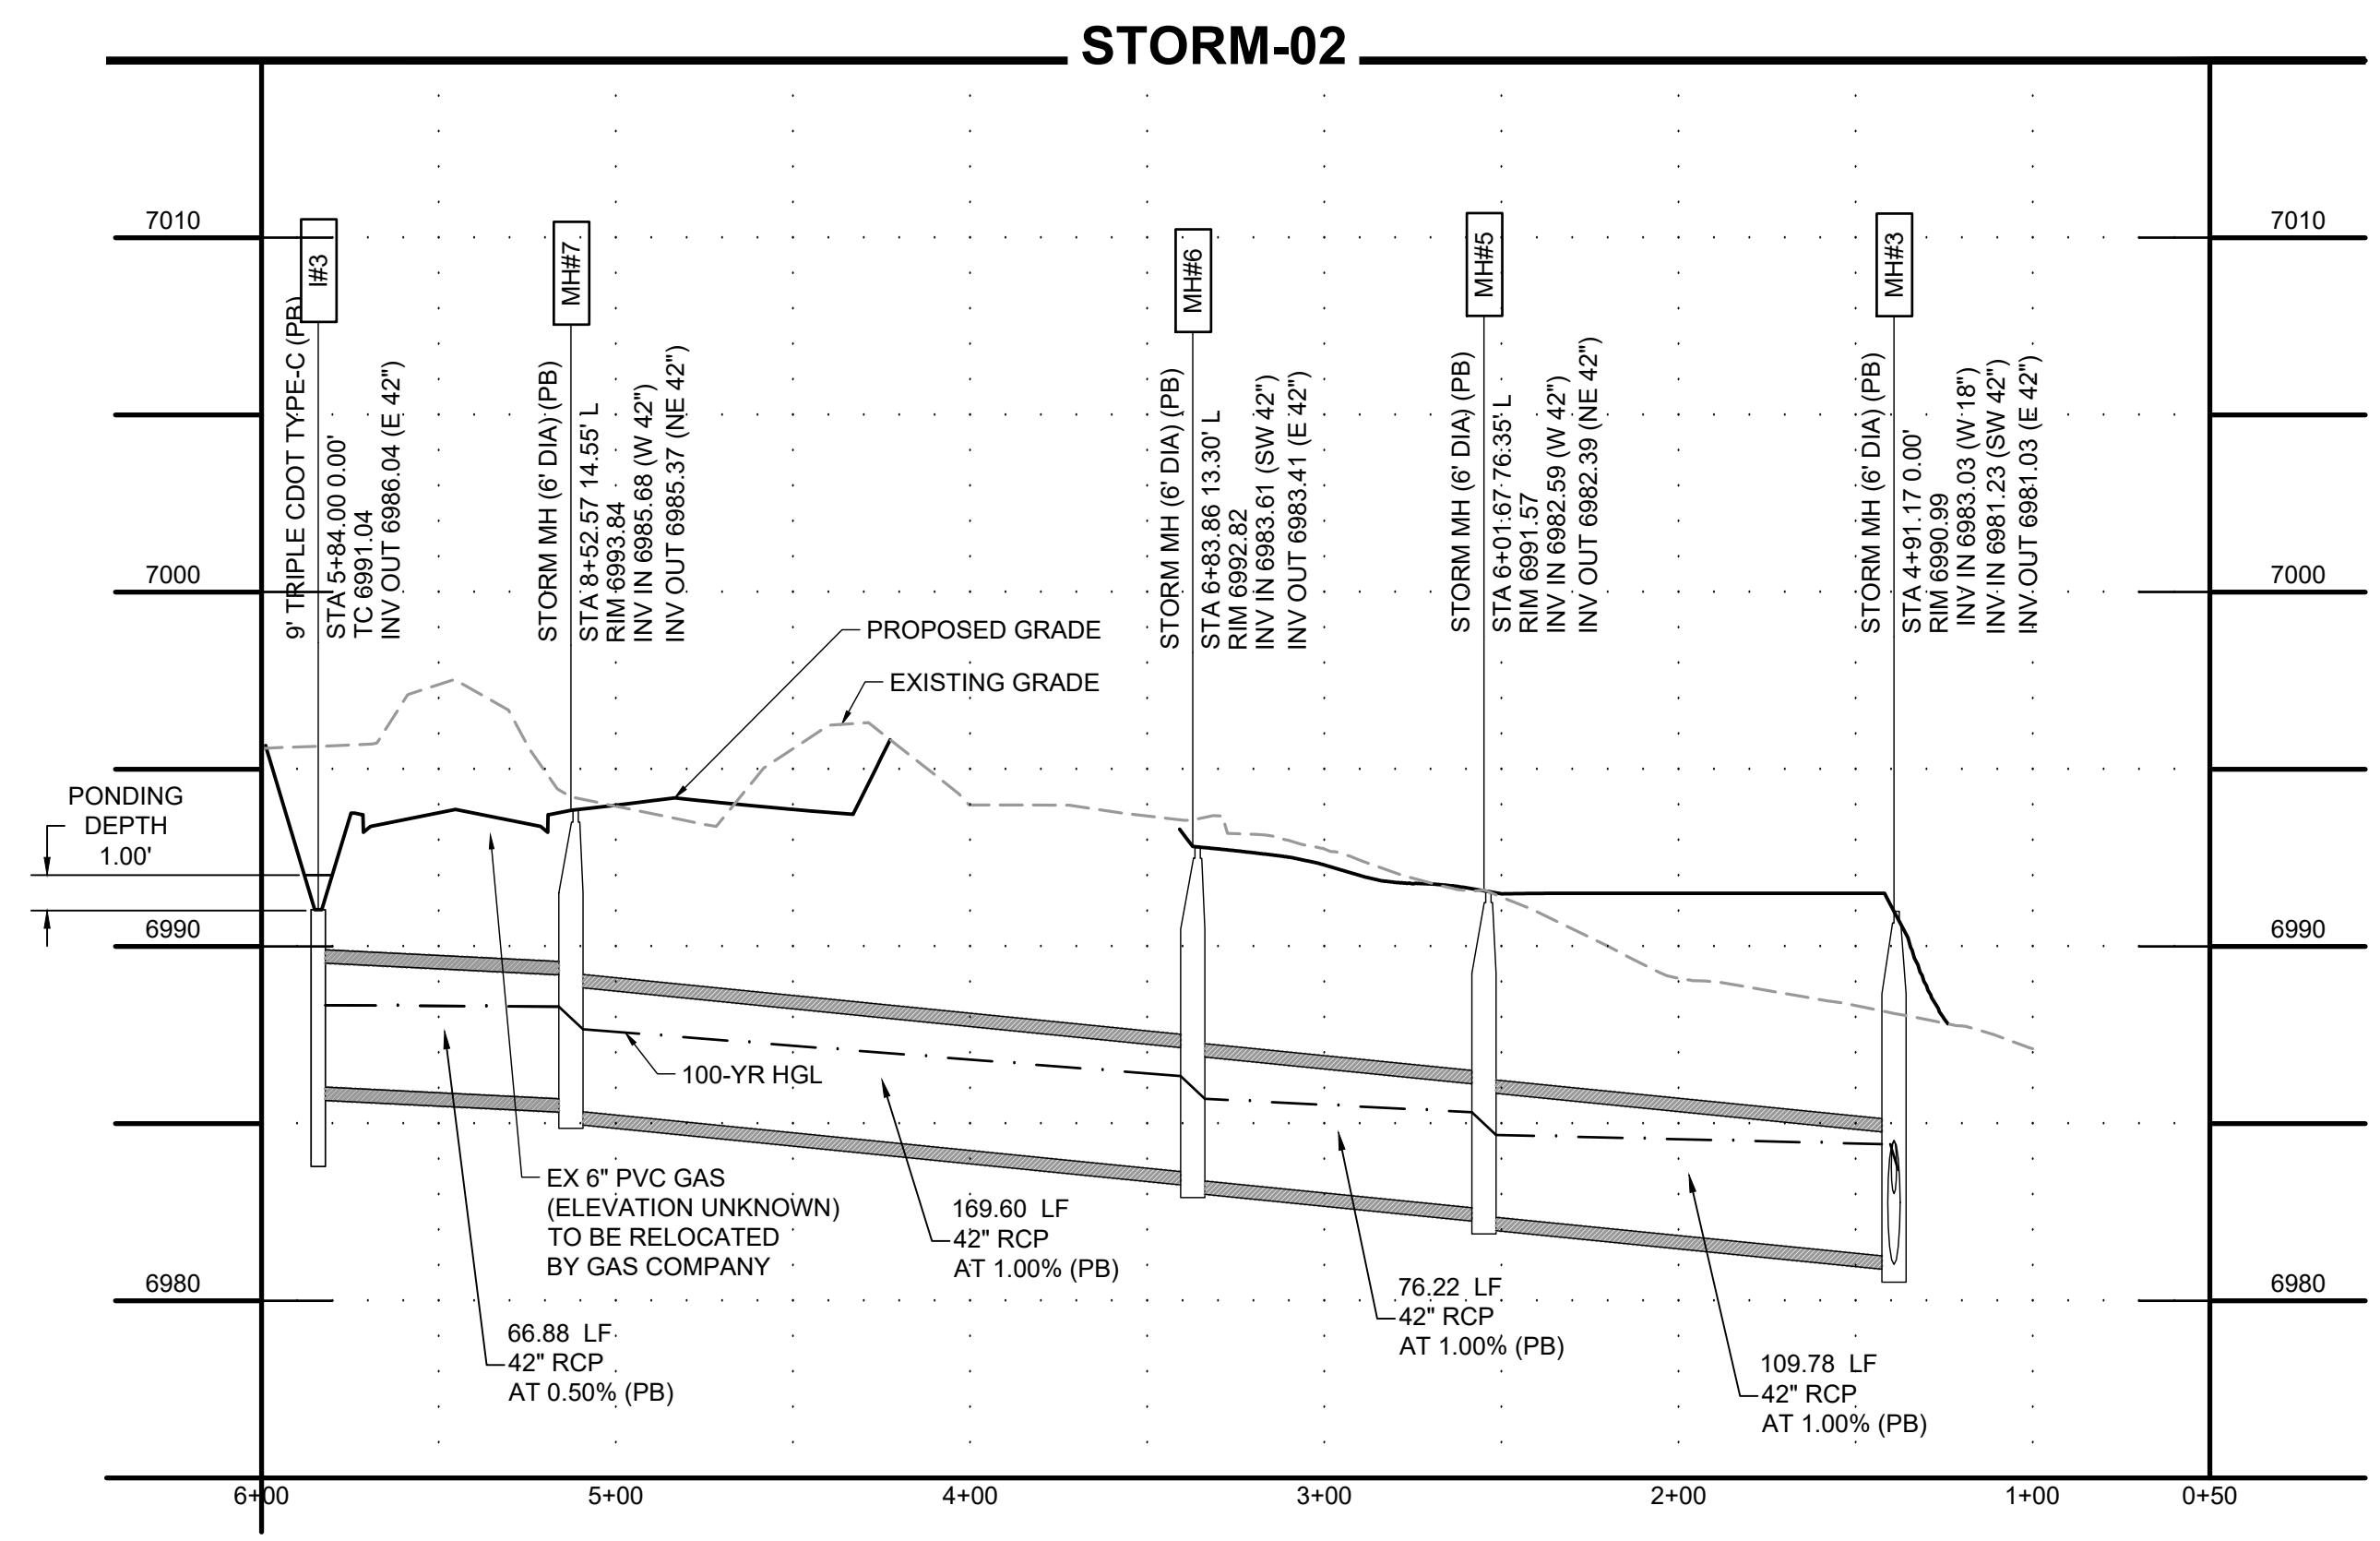 STORM-02
7010
7010
7000
7000
6990
6990
6980
6980
I#3
9' TRIPLE CDOT TYPE-C (PB)
STA 5+84.00 0.00'
TC 6991.04
INV OUT 6986.04 (E 42")
MH#7
STORM MH (6' DIA) (PB)
STA 8+52.57 14.55' L
RIM 6993.84
INV IN 6985.68 (W 42")
INV OUT 6985.37 (NE 42")
MH#6
STORM MH (6' DIA) (PB)
STA 6+83.86 13.30' L
RIM 6992.82
INV IN 6983.61 (SW 42")
INV OUT 6983.41 (E 42")
MH#5
STORM MH (6' DIA) (PB)
STA 6+01.67 76.35' L
RIM 6991.57
INV IN 6982.59 (W 42")
INV OUT 6982.39 (NE 42")
MH#3
STORM MH (6' DIA) (PB)
STA 4+91.17 0.00'
RIM 6990.99
INV IN 6983.03 (W 18")
INV IN 6981.23 (SW 42")
INV OUT 6981.03 (E 42")
PROPOSED GRADE
EXISTING GRADE
PONDING
DEPTH
1.00'
100-YR HGL
EX 6" PVC GAS
(ELEVATION UNKNOWN)
TO BE RELOCATED
BY GAS COMPANY
66.88 LF
42" RCP
AT 0.50% (PB)
169.60 LF
42" RCP
AT 1.00% (PB)
76.22 LF
42" RCP
AT 1.00% (PB)
109.78 LF
42" RCP
AT 1.00% (PB)
6+00
5+00
4+00
3+00
2+00
1+00
0+50